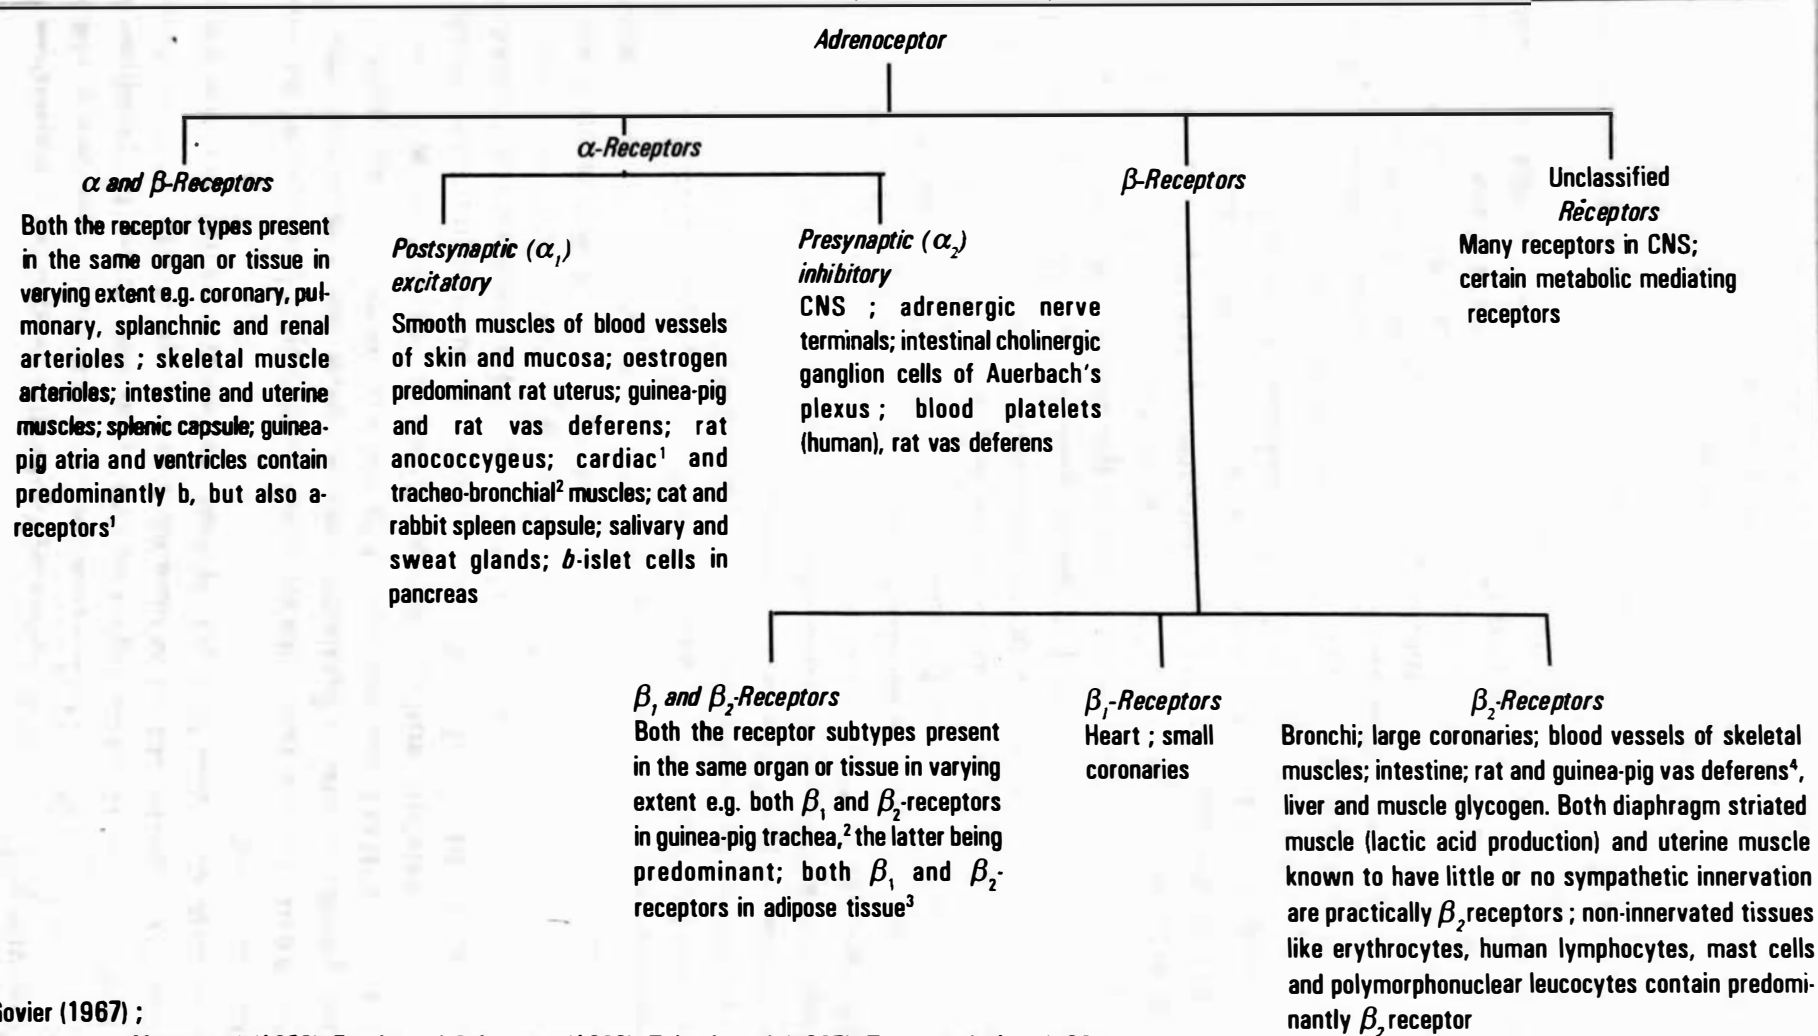 Adrenoceptor
α and β-Receptors
Both the receptor types present
in the same organ or tissue in
varying extent e.g. coronary, pul-
monary, splanchnic and renal
arterioles ; skeletal muscle
arterioles; intestine and uterine
muscles; splenic capsule; guinea-
pig atria and ventricles contain
predominantly b, but also a-
receptors¹
α-Receptors
Postsynaptic (α₁)
excitatory
Smooth muscles of blood vessels
of skin and mucosa; oestrogen
predominant rat uterus; guinea-pig
and rat vas deferens; rat
anococcygeus; cardiac¹ and
tracheo-bronchial² muscles; cat and
rabbit spleen capsule; salivary and
sweat glands; b-islet cells in
pancreas
Presynaptic (α₂)
inhibitory
CNS ; adrenergic nerve
terminals; intestinal cholinergic
ganglion cells of Auerbach's
plexus ; blood platelets
(human), rat vas deferens
β-Receptors
Unclassified
Receptors
Many receptors in CNS;
certain metabolic mediating
receptors
β₁ and β₂-Receptors
Both the receptor subtypes present
in the same organ or tissue in varying
extent e.g. both β₁ and β₂-receptors
in guinea-pig trachea,² the latter being
predominant; both β₁ and β₂-
receptors in adipose tissue³
β₁-Receptors
Heart ; small
coronaries
β₂-Receptors
Bronchi; large coronaries; blood vessels of skeletal
muscles; intestine; rat and guinea-pig vas deferens⁴,
liver and muscle glycogen. Both diaphragm striated
muscle (lactic acid production) and uterine muscle
known to have little or no sympathetic innervation
are practically β₂receptors ; non-innervated tissues
like erythrocytes, human lymphocytes, mast cells
and polymorphonuclear leucocytes contain predomi-
nantly β₂ receptor
ovier (1967) ;